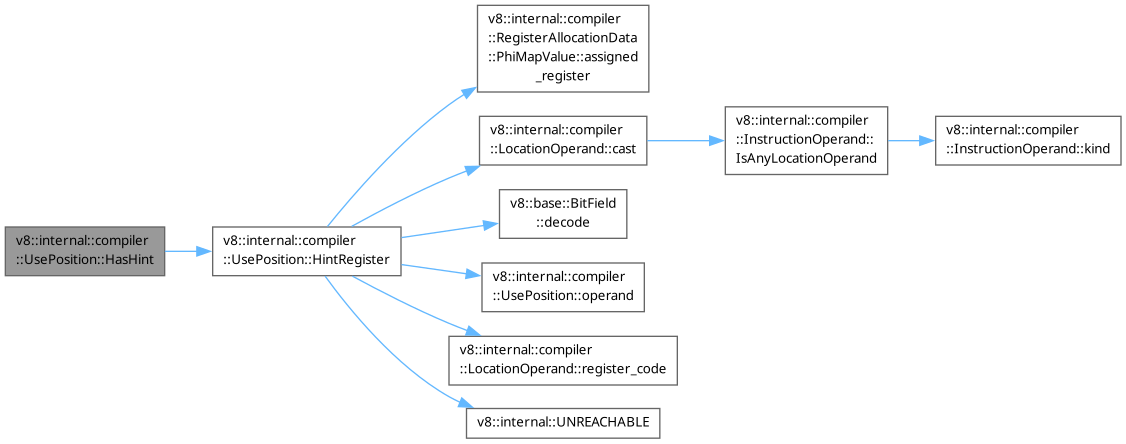 v8::internal::compiler
::RegisterAllocationData
::PhiMapValue::assigned
_register
v8::internal::compiler
::LocationOperand::cast
v8::internal::compiler
::InstructionOperand::
IsAnyLocationOperand
v8::internal::compiler
::InstructionOperand::kind
v8::base::BitField
::decode
v8::internal::compiler
::UsePosition::HasHint
v8::internal::compiler
::UsePosition::HintRegister
v8::internal::compiler
::UsePosition::operand
v8::internal::compiler
::LocationOperand::register_code
v8::internal::UNREACHABLE